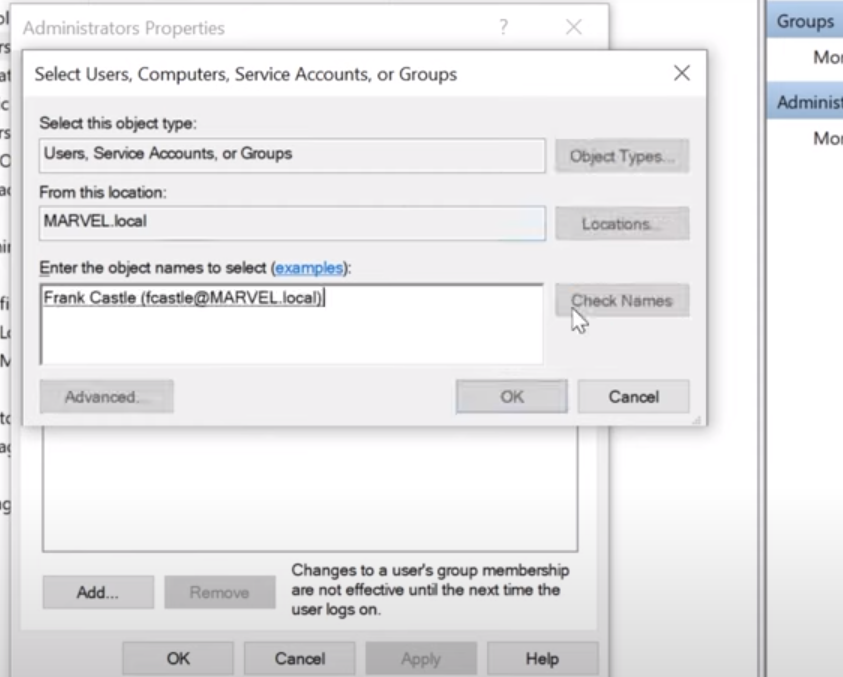 Administrators Properties
Groups
Select Users, Computers, Service Accounts, or Groups
Select this object type:
Users, Service Accounts, or Groups
Object Types...
From this location:
MARVEL.local
Locations...
Enter the object names to select (examples):
Frank Castle (fcastle@MARVEL.local)
Check Names
Advanced...
OK
Cancel
Add...
Remove
Changes to a user's group membership
are not effective until the next time the
user logs on.
OK
Cancel
Apply
Help